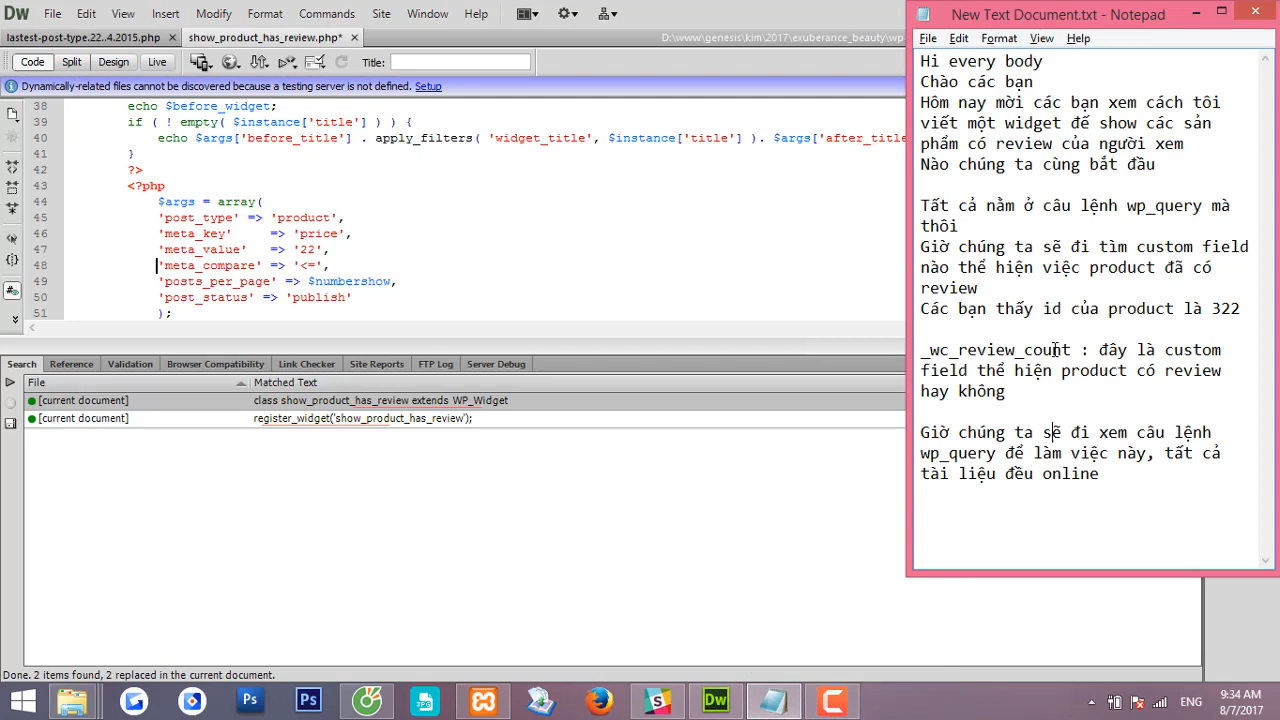 Dw File Edit View Insert Modify Format Commands Site Window Help
New Text Document.txt - Notepad
lastest-post-type.22..4.2015.php × show_product_has_review.php* ×
D:\www\genesis\kim\2017\exuberance_beauty\wp
Code Split Design Live Title:
Dynamically-related files cannot be discovered because a testing server is not defined. Setup
38 echo $before_widget;
39 if ( ! empty( $instance['title'] ) ) {
40 echo $args['before_title'] . apply_filters( 'widget_title', $instance['title'] ). $args['after_title
41 }
42 ?>
43 <?php
44 $args = array(
45 'post_type' => 'product',
46 'meta_key' => 'price',
47 'meta_value' => '22',
48 'meta_compare' => '<=',
49 'posts_per_page' => $numbershow,
50 'post_status' => 'publish'
51 );
Search Reference Validation Browser Compatibility Link Checker Site Reports FTP Log Server Debug
File Matched Text
[current document] class show_product_has_review extends WP_Widget
[current document] register_widget('show_product_has_review');
Done. 2 items found, 2 replaced in the current document.
File Edit Format View Help
Hi every body
Chào các bạn
Hôm nay mời các bạn xem cách tôi
viết một widget để show các sản
phẩm có review của người xem
Nào chúng ta cùng bắt đầu
Tất cả nằm ở câu lệnh wp_query mà
thôi
Giờ chúng ta sẽ đi tìm custom field
nào thể hiện việc product đã có
review
Các bạn thấy id của product là 322
_wc_review_count : đây là custom
field thể hiện product có review
hay không
Giờ chúng ta sẽ đi xem câu lệnh
wp_query để làm việc này, tất cả
tài liệu đều online
Ps Ps JPG Dw
ENG
9:34 AM
8/7/2017